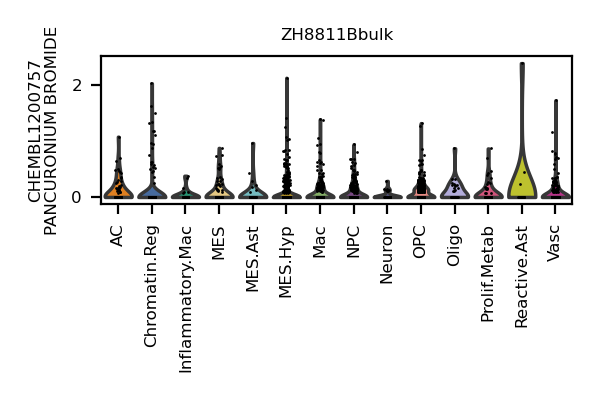 ZH8811Bbulk
CHEMBL1200757
PANCURONIUM BROMIDE
2
0
AC
Chromatin.Reg
Inflammatory.Mac
MES
MES.Ast
MES.Hyp
Mac
NPC
Neuron
OPC
Oligo
Prolif.Metab
Reactive.Ast
Vasc